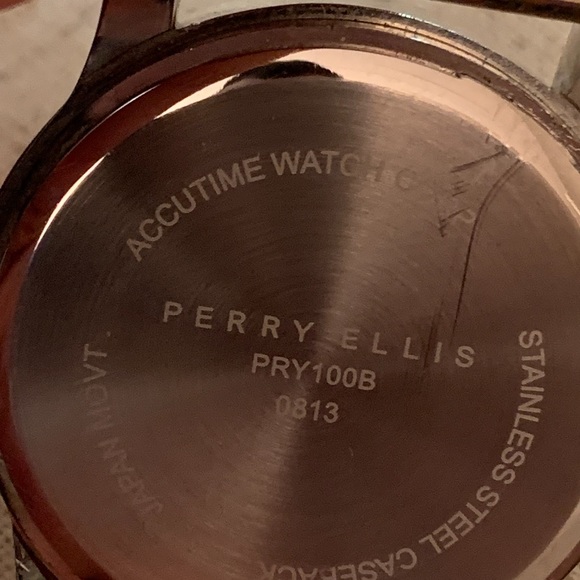 ACCUTIME WATCH
PERRY ELLIS
PRY100B
0813
STAINLESS STEEL CASEBACK
JAPAN MOVT.